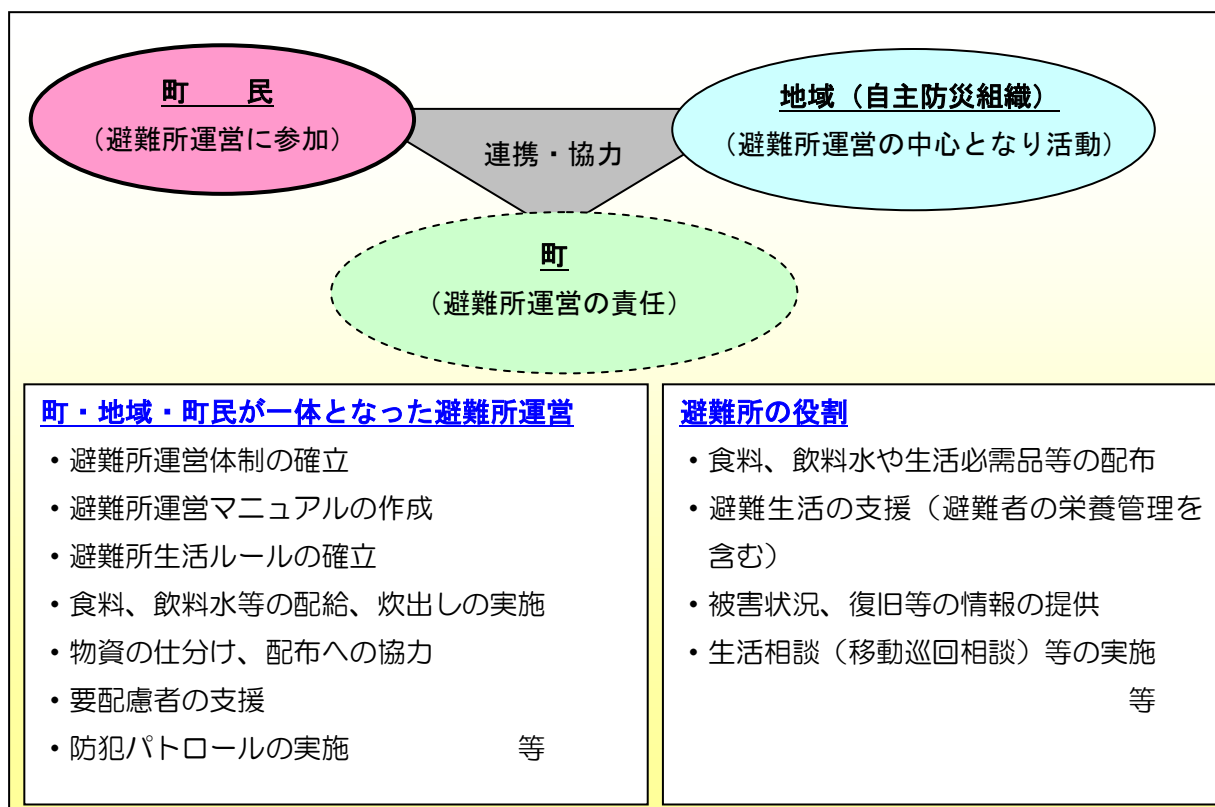 町　民
（避難所運営に参加）
地域（自主防災組織）
（避難所運営の中心となり活動）
連携・協力
町
（避難所運営の責任）
町・地域・町民が一体となった避難所運営
・避難所運営体制の確立
・避難所運営マニュアルの作成
・避難所生活ルールの確立
・食料、飲料水等の配給、炊出しの実施
・物資の仕分け、配布への協力
・要配慮者の支援
・防犯パトロールの実施　　　　　　　等
避難所の役割
・食料、飲料水や生活必需品等の配布
・避難生活の支援（避難者の栄養管理を
含む）
・被害状況、復旧等の情報の提供
・生活相談（移動巡回相談）等の実施
等